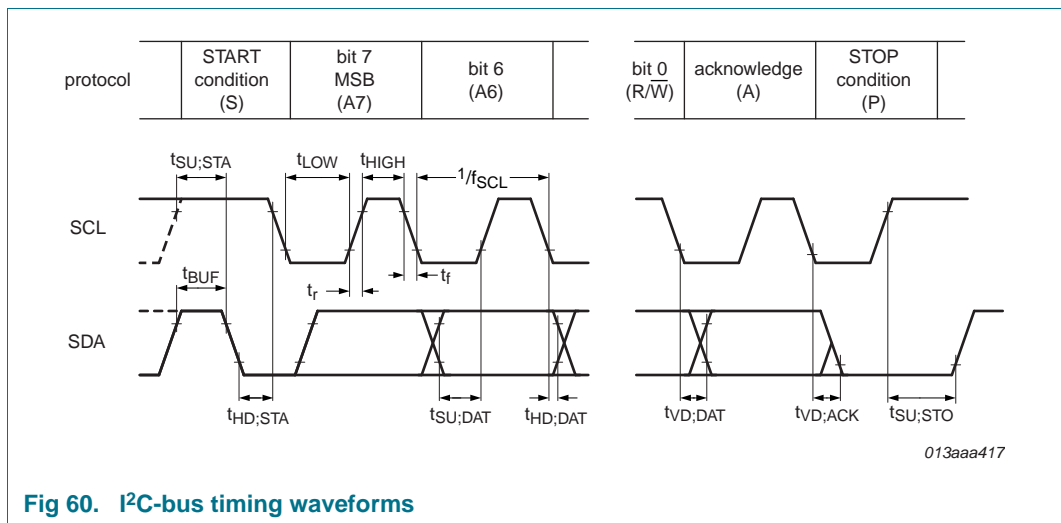 protocol
START condition (S)
bit 7 MSB (A7)
bit 6 (A6)
bit 0 (R/W̅)
acknowledge (A)
STOP condition (P)
tSU;STA
tLOW
tHIGH
1/fSCL
SCL
tBUF
tr
tf
SDA
tHD;STA
tSU;DAT
tHD;DAT
tVD;DAT
tVD;ACK
tSU;STO
013aaa417
Fig 60. I²C-bus timing waveforms